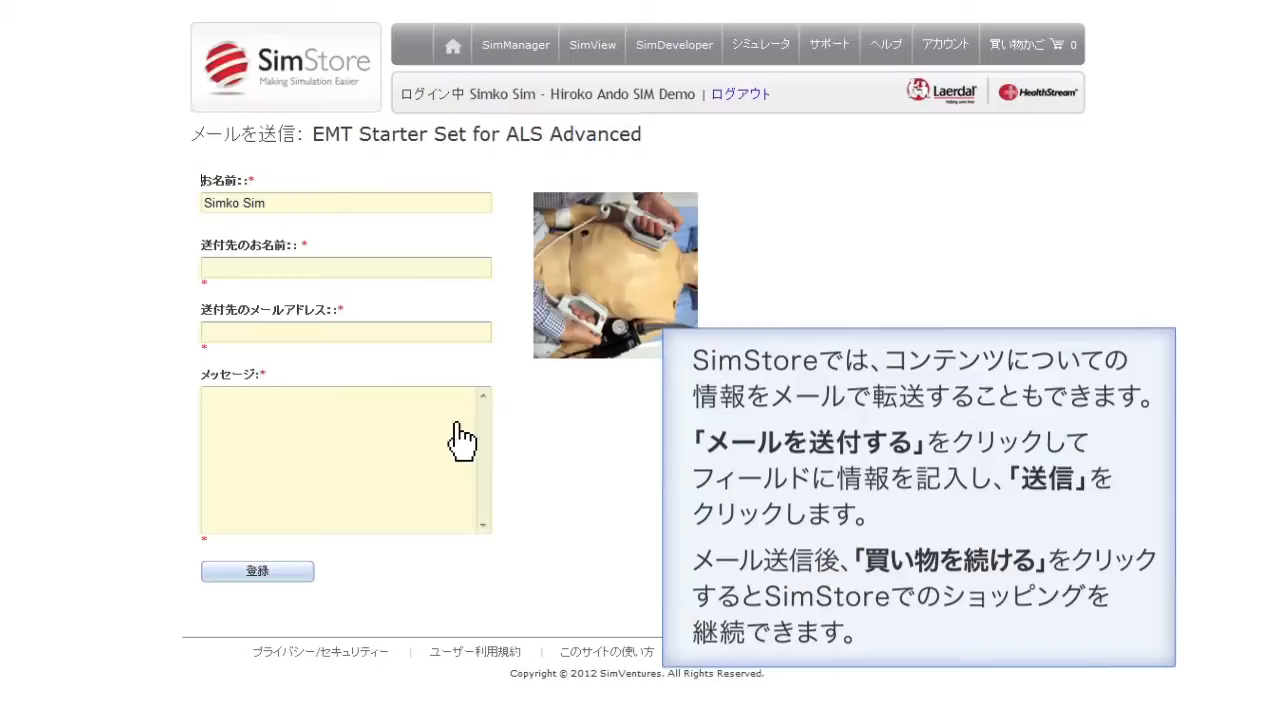 SimStore
Making Simulation Easier
SimManager
SimView
SimDeveloper
シミュレータ
サポート
ヘルプ
アカウント
買い物かご 0
ログイン中 Simko Sim - Hiroko Ando SIM Demo | ログアウト
Laerdal
helping save lives
HealthStream
メールを送信: EMT Starter Set for ALS Advanced
お名前::*
Simko Sim
送付先のお名前:: *
*
送付先のメールアドレス::*
*
メッセージ:*
*
登録
SimStoreでは、コンテンツについての
情報をメールで転送することもできます。
「メールを送付する」をクリックして
フィールドに情報を記入し、「送信」を
クリックします。
メール送信後、「買い物を続ける」をクリック
するとSimStoreでのショッピングを
継続できます。
プライバシー/セキュリティー | ユーザー利用規約 | このサイトの使い方
Copyright © 2012 SimVentures. All Rights Reserved.